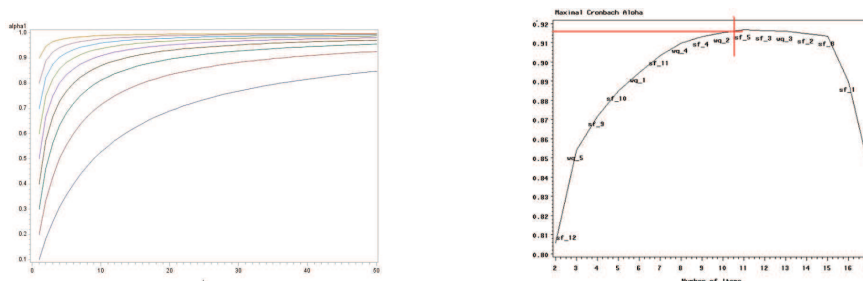 alpha1
1.0
0.9
0.8
0.7
0.6
0.5
0.4
0.3
0.2
0.1
0 10 20 30 40 50
Maximal Cronbach Alpha
0.92
0.91
0.90
0.89
0.88
0.87
0.86
0.85
0.84
0.83
0.82
0.81
0.80
sf_12
wq_5
sf_9
sf_10
wq_1
sf_11
wq_4
sf_4
wq_2
sf_5
sf_3
wq_3
sf_2
sf_8
sf_1
2 3 4 5 6 7 8 9 10 11 12 13 14 15 16
Number of Items